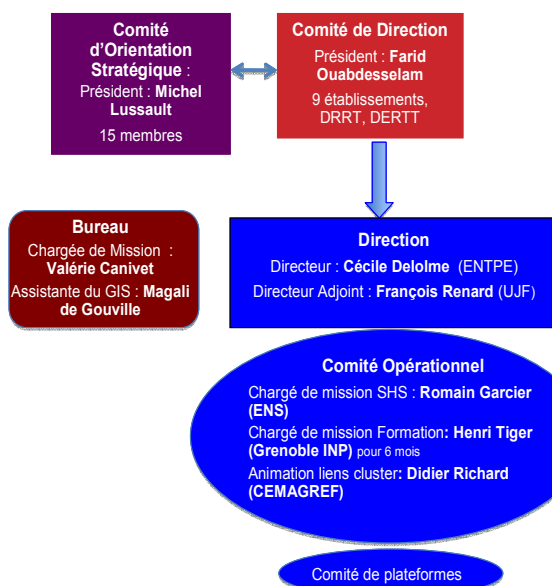 Comité
d'Orientation
Stratégique :
Président : Michel
Lussault
15 membres
Comité de Direction
Président : Farid
Ouabdesselam
9 établissements,
DRRT, DERTT
Bureau
Chargée de Mission :
Valérie Canivet
Assistante du GIS : Magali
de Gouville
Direction
Directeur : Cécile Delolme (ENTPE)
Directeur Adjoint : François Renard (UJF)
Comité Opérationnel
Chargé de mission SHS : Romain Garcier
(ENS)
Chargé de mission Formation: Henri Tiger
(Grenoble INP) pour 6 mois
Animation liens cluster: Didier Richard
(CEMAGREF)
Comité de plateformes